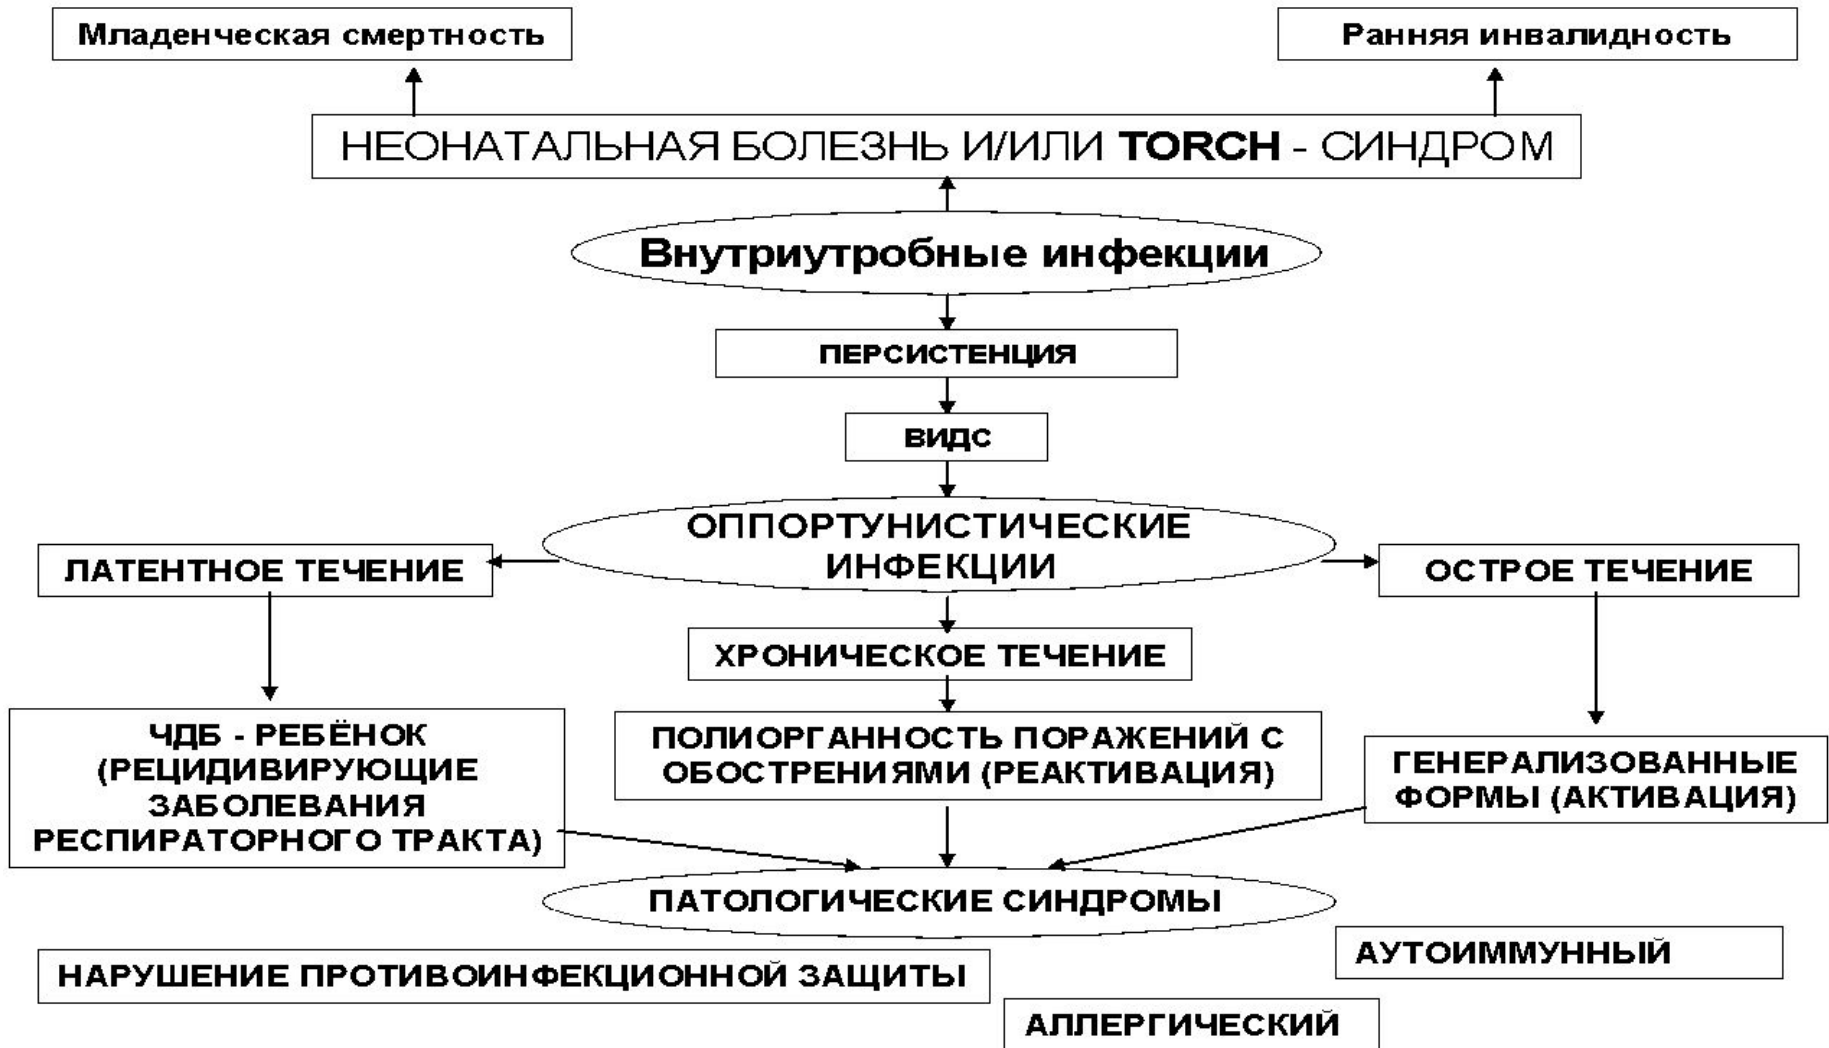 Младенческая смертность
Ранняя инвалидность
НЕОНАТАЛЬНАЯ БОЛЕЗНЬ И/ИЛИ TORCH - СИНДРОМ
Внутриутробные инфекции
ПЕРСИСТЕНЦИЯ
ВИДС
ОППОРТУНИСТИЧЕСКИЕ
ИНФЕКЦИИ
ЛАТЕНТНОЕ ТЕЧЕНИЕ
ОСТРОЕ ТЕЧЕНИЕ
ХРОНИЧЕСКОЕ ТЕЧЕНИЕ
ЧДБ - РЕБЁНОК
(РЕЦИДИВИРУЮЩИЕ
ЗАБОЛЕВАНИЯ
РЕСПИРАТОРНОГО ТРАКТА)
ПОЛИОРГАННОСТЬ ПОРАЖЕНИЙ С
ОБОСТРЕНИЯМИ (РЕАКТИВАЦИЯ)
ГЕНЕРАЛИЗОВАННЫЕ
ФОРМЫ (АКТИВАЦИЯ)
ПАТОЛОГИЧЕСКИЕ СИНДРОМЫ
НАРУШЕНИЕ ПРОТИВОИНФЕКЦИОННОЙ ЗАЩИТЫ
АУТОИММУННЫЙ
АЛЛЕРГИЧЕСКИЙ